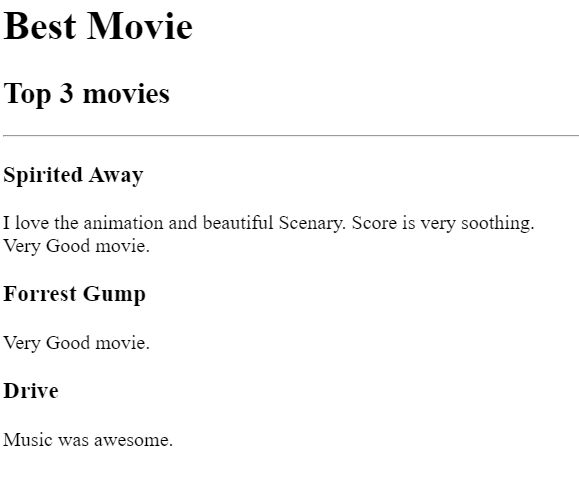 Best Movie
Top 3 movies
Spirited Away
I love the animation and beautiful Scenary. Score is very soothing.
Very Good movie.
Forrest Gump
Very Good movie.
Drive
Music was awesome.